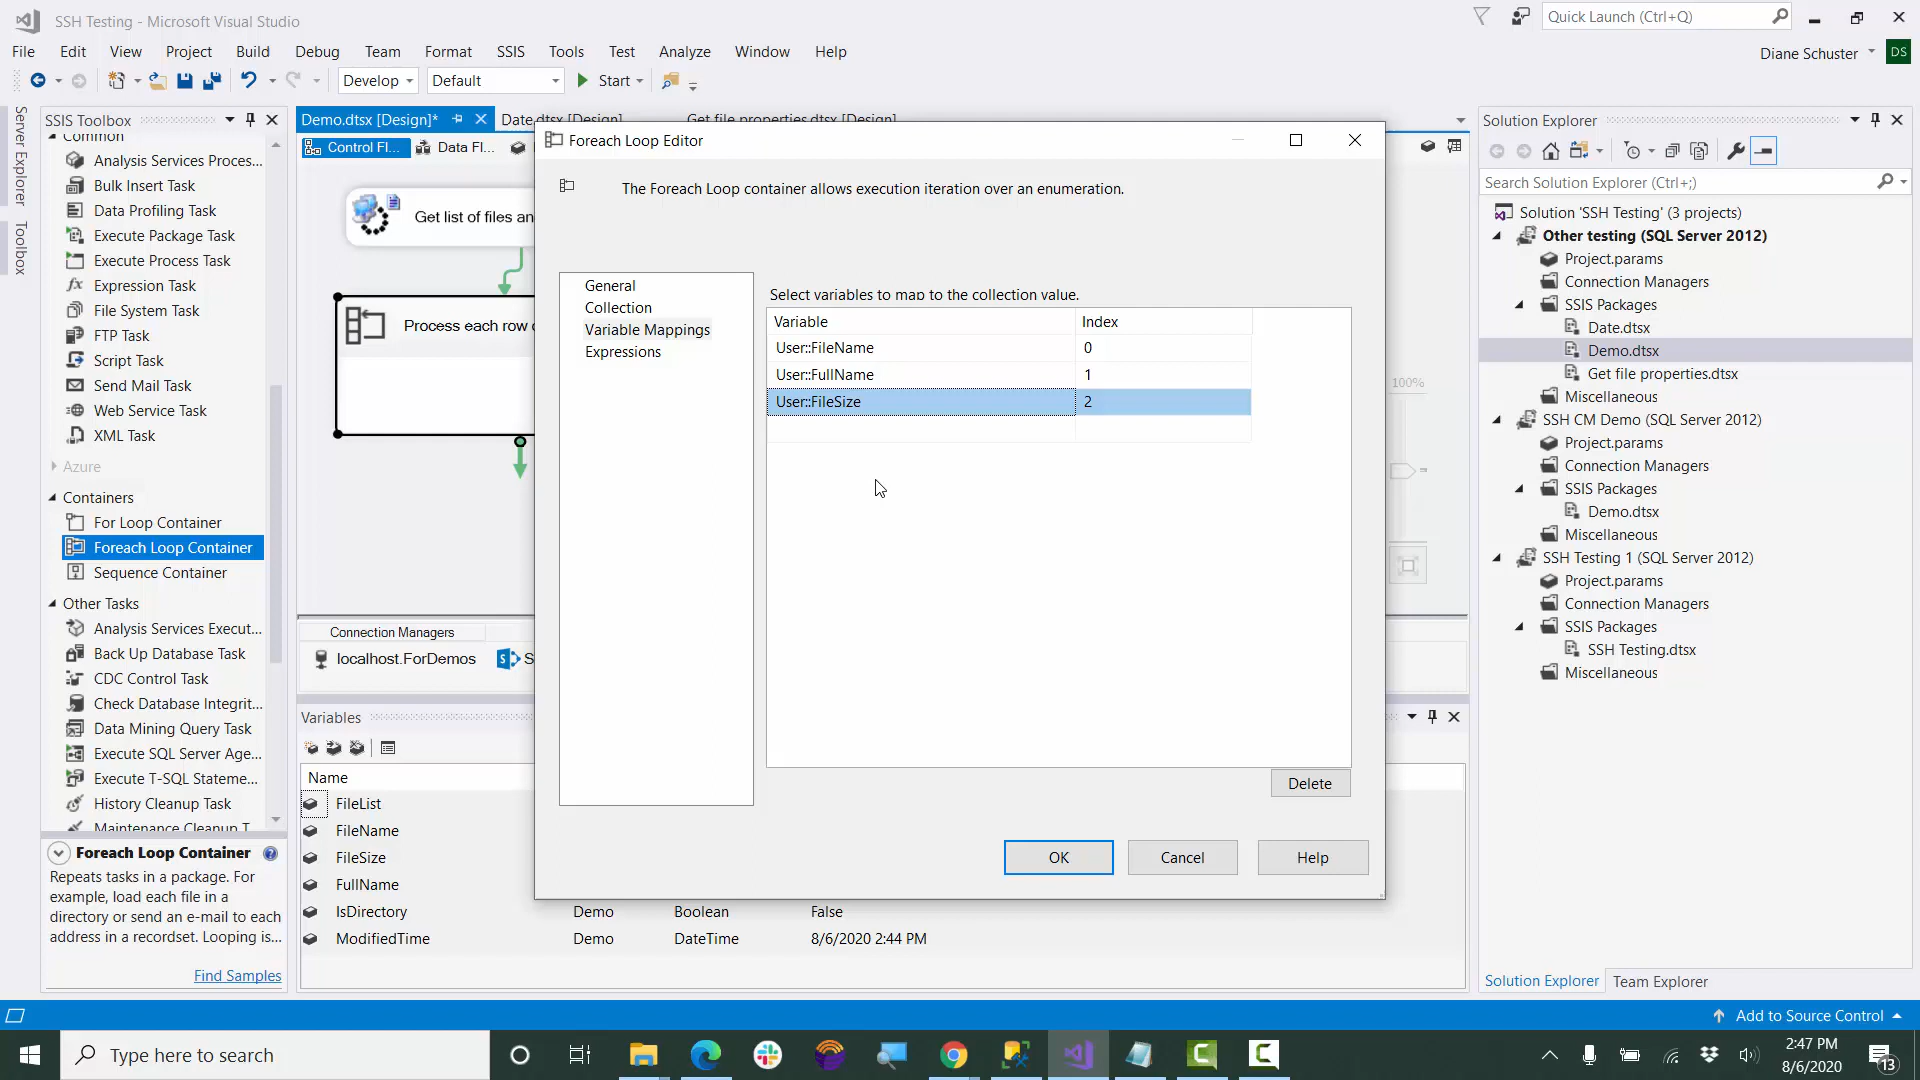 SSH Testing - Microsoft Visual Studio
Quick Launch (Ctrl+Q)
File Edit View Project Build Debug Team Format SSIS Tools Test Analyze Window Help
Diane Schuster
DS
Develop
Default
Start
Server Explorer
Toolbox
SSIS Toolbox
Common
Analysis Services Proces...
Bulk Insert Task
Data Profiling Task
Execute Package Task
Execute Process Task
Expression Task
File System Task
FTP Task
Script Task
Send Mail Task
Web Service Task
XML Task
Azure
Containers
For Loop Container
Foreach Loop Container
Sequence Container
Other Tasks
Analysis Services Execut...
Back Up Database Task
CDC Control Task
Check Database Integrit...
Data Mining Query Task
Execute SQL Server Age...
Execute T-SQL Stateme...
History Cleanup Task
Maintenance Cleanup T
Foreach Loop Container
Repeats tasks in a package. For
example, load each file in a
directory or send an e-mail to each
address in a recordset. Looping is...
Find Samples
Demo.dtsx [Design]*
Date.dtsx [Design]
Get file properties.dtsx [Design]
Control Fl...
Data Fl...
Get list of files an
Process each row
100%
Connection Managers
localhost.ForDemos
S
Variables
Name
FileList
FileName
FileSize
FullName
IsDirectory Demo Boolean False
ModifiedTime Demo DateTime 8/6/2020 2:44 PM
Foreach Loop Editor
The Foreach Loop container allows execution iteration over an enumeration.
General
Collection
Variable Mappings
Expressions
Select variables to map to the collection value.
Variable Index
User::FileName 0
User::FullName 1
User::FileSize 2
Delete
OK
Cancel
Help
Solution Explorer
Search Solution Explorer (Ctrl+;)
Solution 'SSH Testing' (3 projects)
Other testing (SQL Server 2012)
Project.params
Connection Managers
SSIS Packages
Date.dtsx
Demo.dtsx
Get file properties.dtsx
Miscellaneous
SSH CM Demo (SQL Server 2012)
Project.params
Connection Managers
SSIS Packages
Demo.dtsx
Miscellaneous
SSH Testing 1 (SQL Server 2012)
Project.params
Connection Managers
SSIS Packages
SSH Testing.dtsx
Miscellaneous
Solution Explorer
Team Explorer
Add to Source Control
Type here to search
2:47 PM
8/6/2020
13